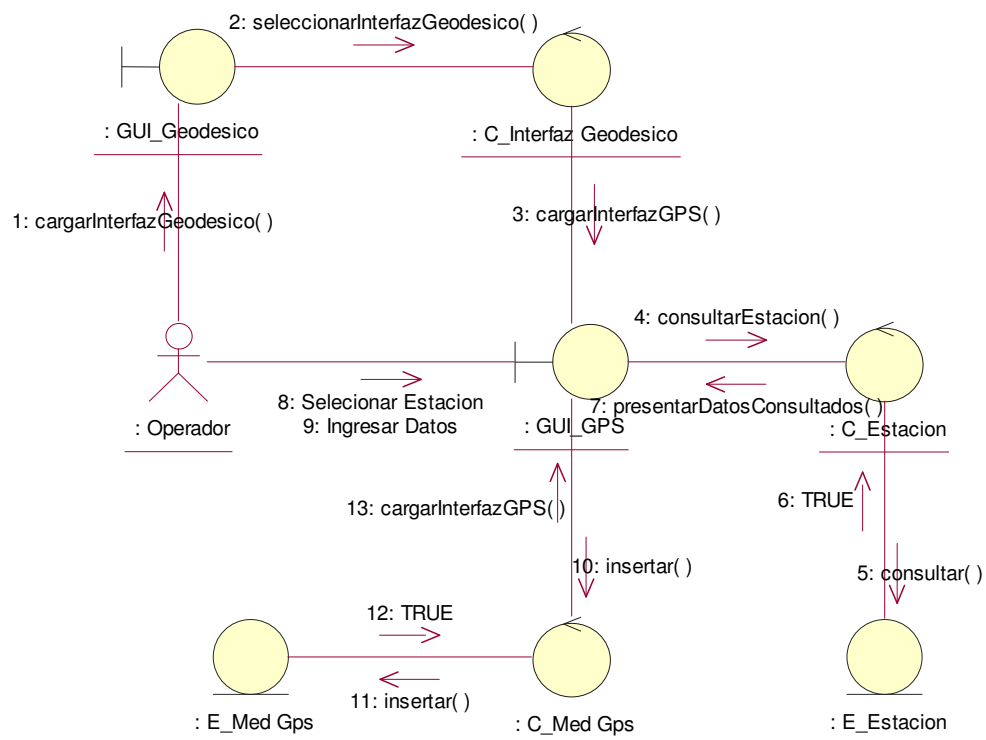 2: seleccionarInterfazGeodesico( )
: GUI_Geodesico
: C_Interfaz Geodesico
1: cargarInterfazGeodesico( )
3: cargarInterfazGPS( )
4: consultarEstacion( )
8: Selecionar Estacion
9: Ingresar Datos
7: presentarDatosConsultados( )
: Operador
: GUI_GPS
: C_Estacion
13: cargarInterfazGPS( )
6: TRUE
10: insertar( )
5: consultar( )
12: TRUE
11: insertar( )
: E_Med Gps
: C_Med Gps
: E_Estacion